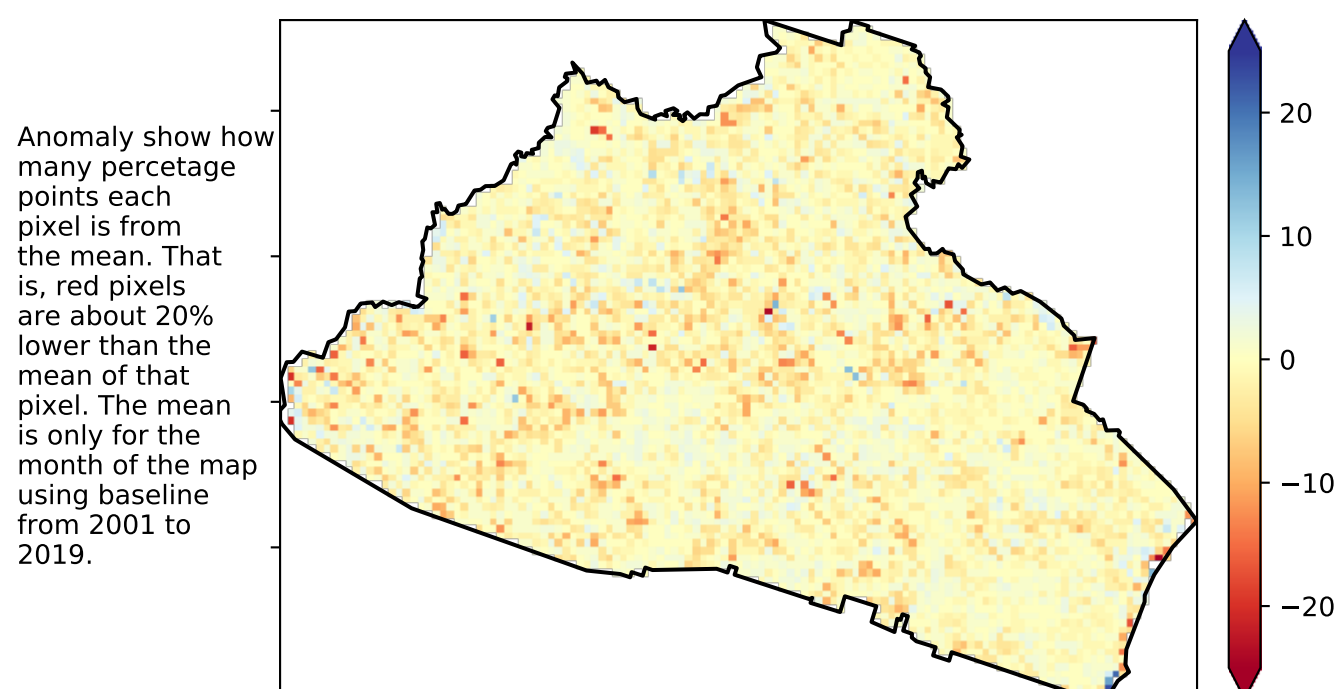 Anomaly show how
many percetage
points each
pixel is from
the mean. That
is, red pixels
are about 20%
lower than the
mean of that
pixel. The mean
is only for the
month of the map
using baseline
from 2001 to
2019.
20
10
0
−10
−20